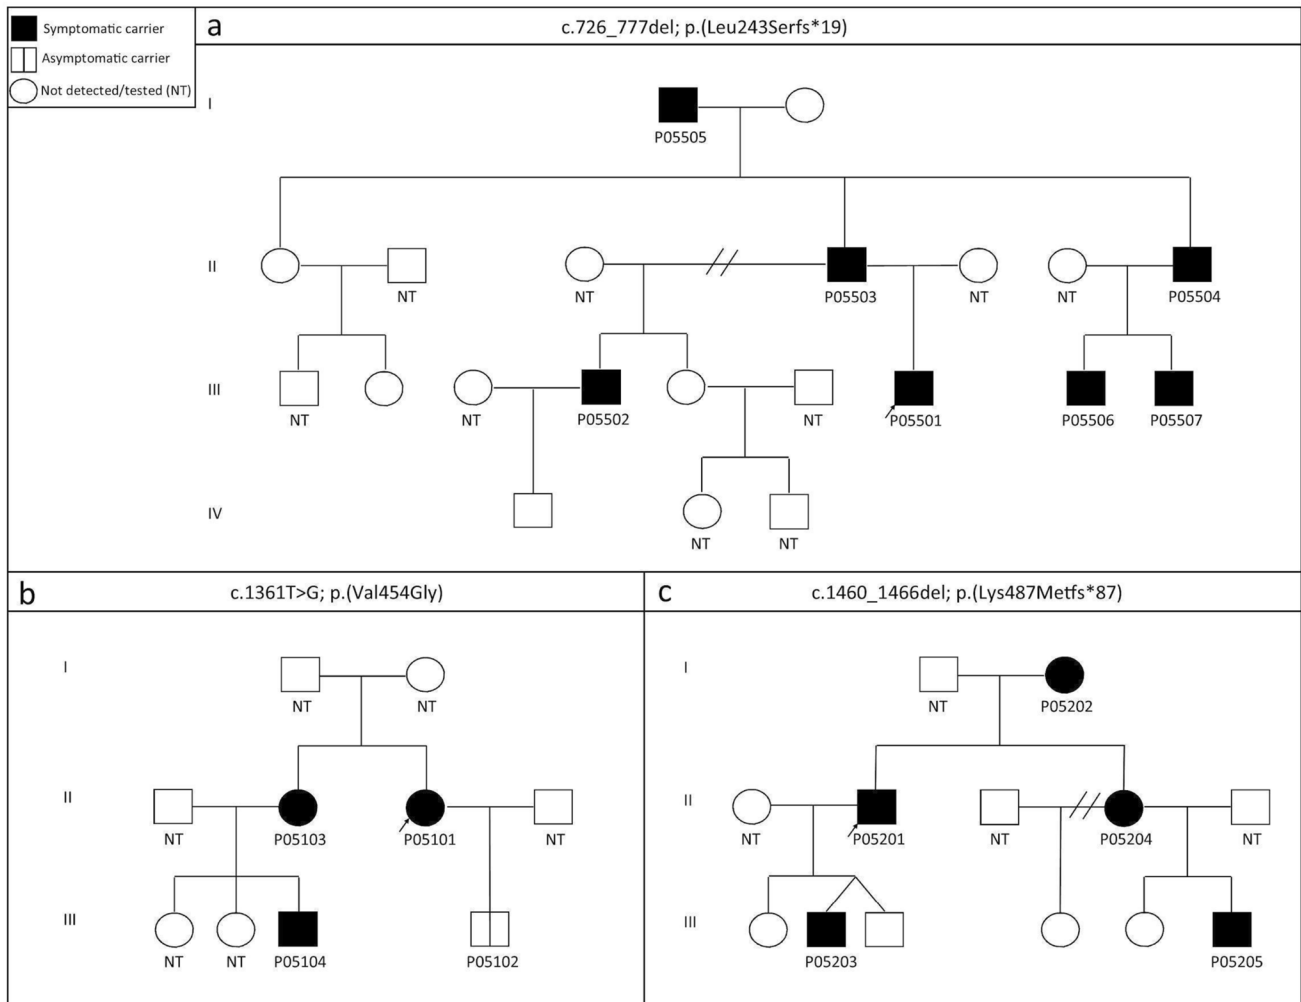 Symptomatic carrier
Asymptomatic carrier
Not detected/tested (NT)
a
c.726_777del; p.(Leu243Serfs*19)
I
P05505
II
NT
NT
P05503
NT
NT
P05504
III
NT
NT
P05502
NT
P05501
P05506
P05507
IV
NT
NT
b
c.1361T>G; p.(Val454Gly)
I
NT
NT
II
NT
P05103
P05101
NT
III
NT
NT
P05104
P05102
c
c.1460_1466del; p.(Lys487Metfs*87)
I
NT
P05202
II
NT
P05201
NT
P05204
NT
III
P05203
P05205